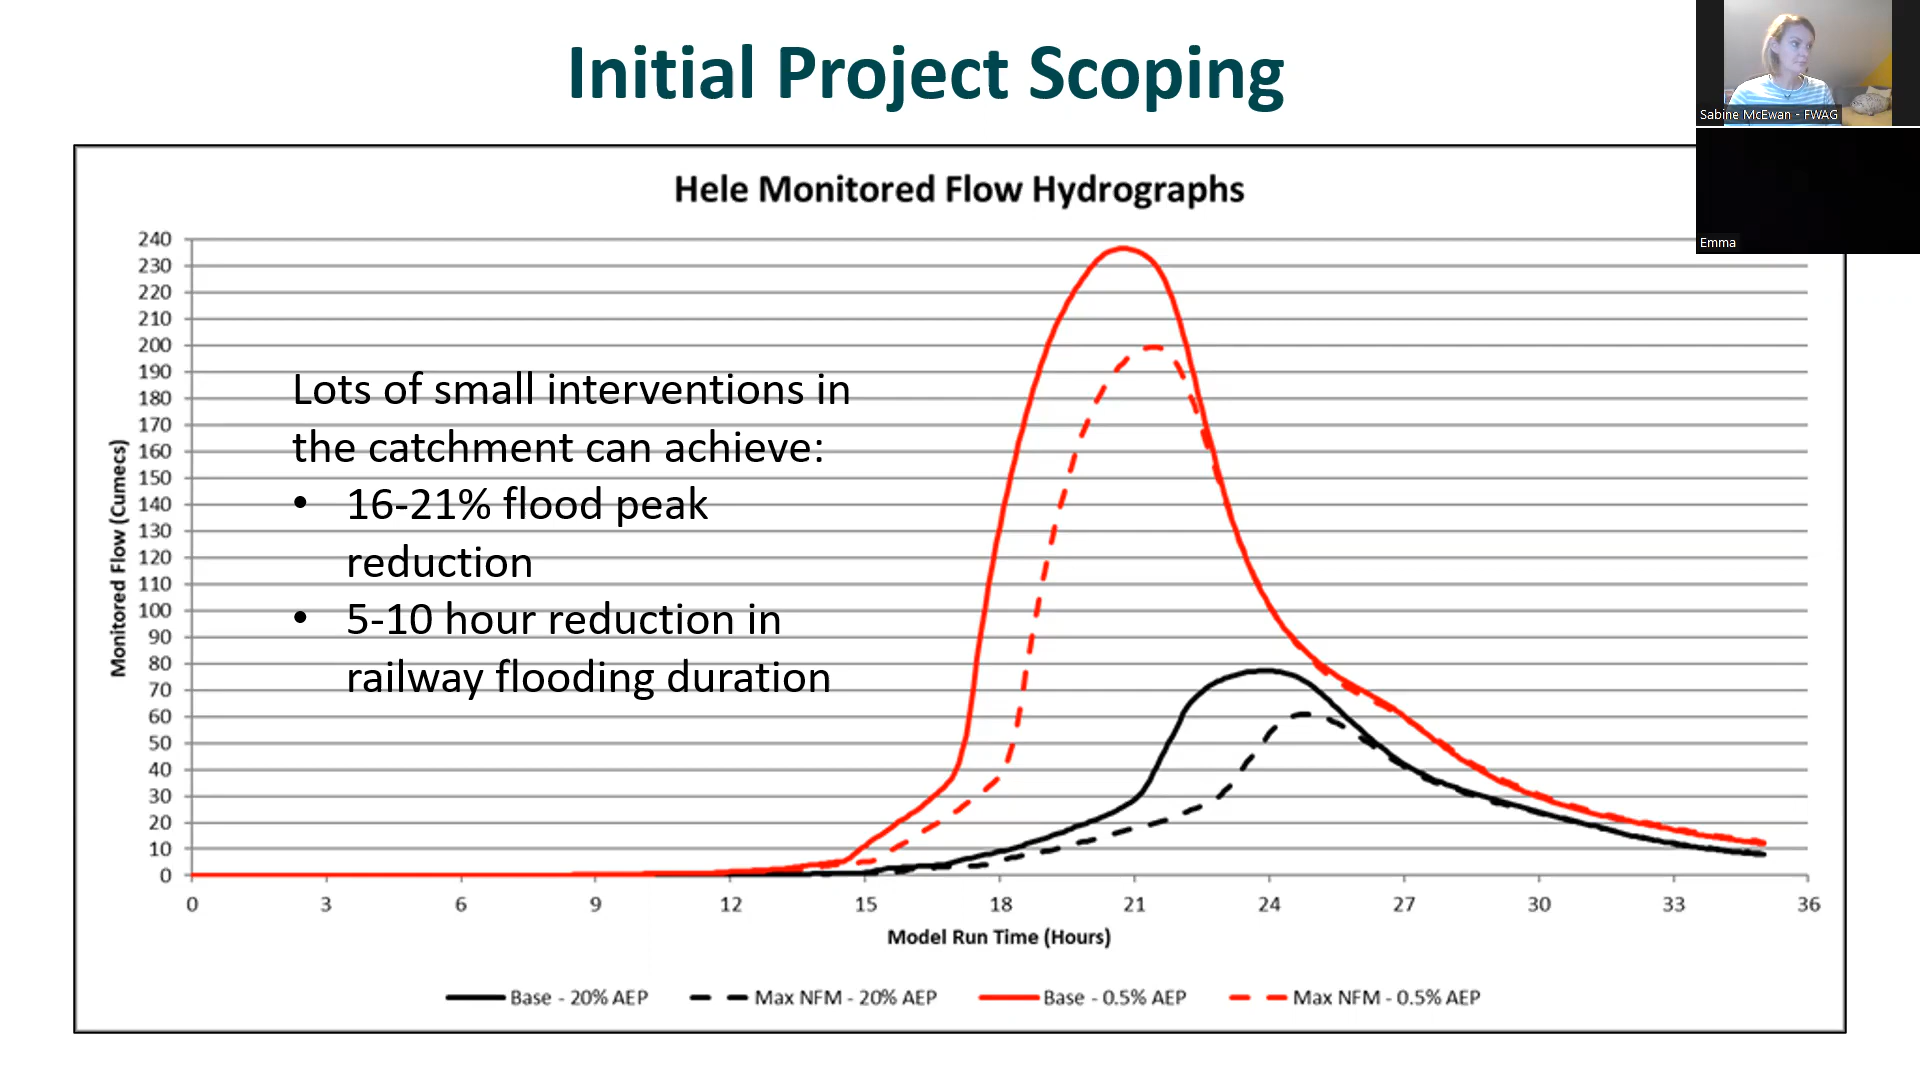 Initial Project Scoping
Sabine McEwan - FWAG
Emma
Hele Monitored Flow Hydrographs
240
230
220
210
200
190
180
170
160
150
140
130
120
110
100
90
80
70
60
50
40
30
20
10
0
Monitored Flow (Cumecs)
Lots of small interventions in
the catchment can achieve:
• 16-21% flood peak
reduction
• 5-10 hour reduction in
railway flooding duration
0 3 6 9 12 15 18 21 24 27 30 33 36
Model Run Time (Hours)
Base - 20% AEP Max NFM - 20% AEP Base - 0.5% AEP Max NFM - 0.5% AEP